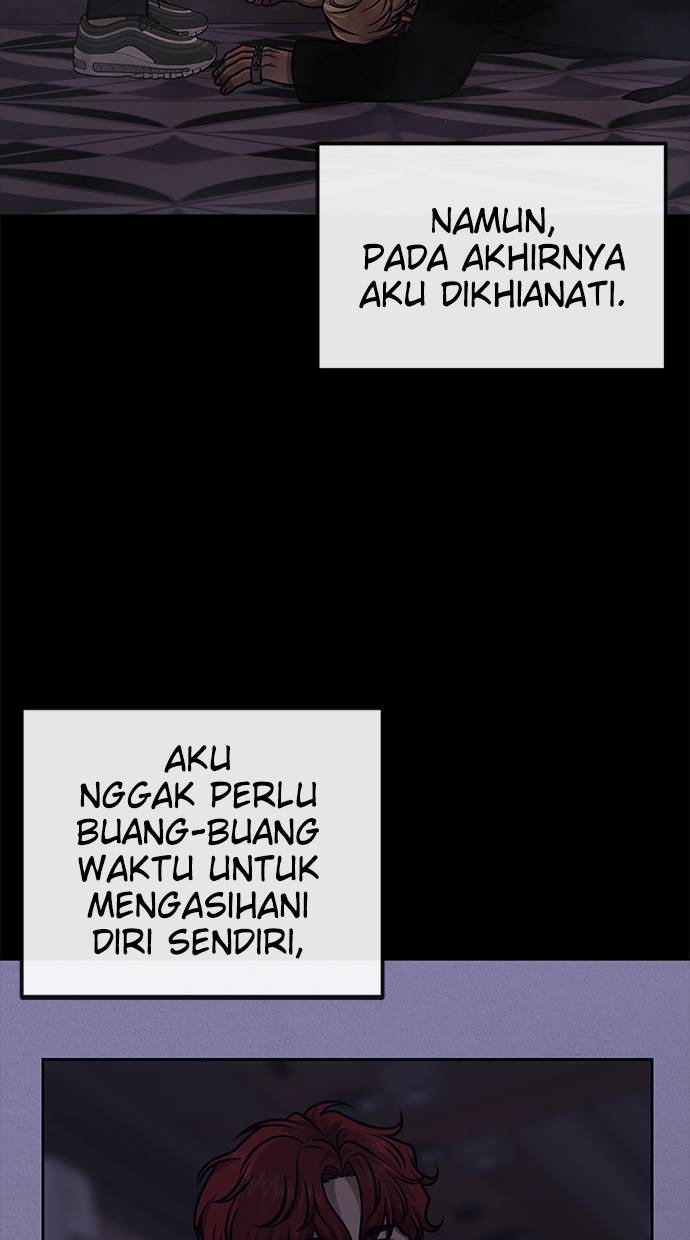 NAMUN,
PADA AKHIRNYA
AKU DIKHIANATI.
AKU
NGGAK PERLU
BUANG-BUANG
WAKTU UNTUK
MENGASIHANI
DIRI SENDIRI,